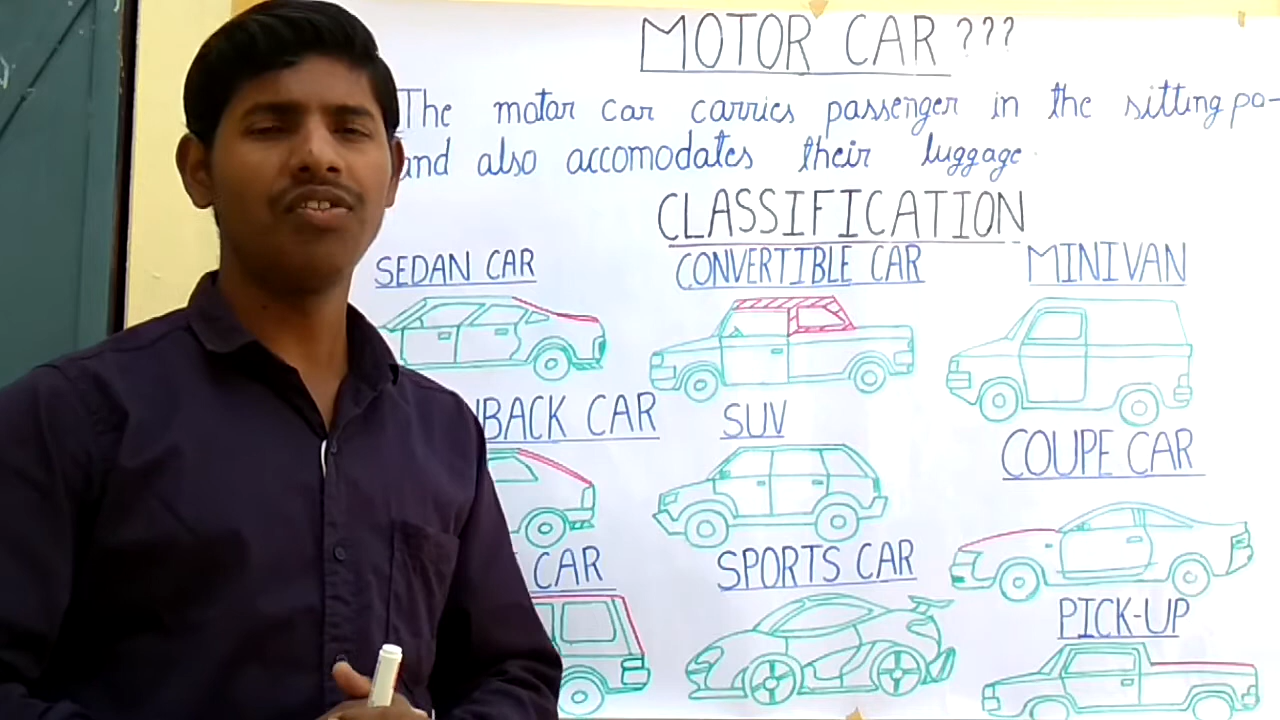 MOTOR CAR ???
The motor car carries passenger in the sitting po-
and also accomodates their luggage.
CLASSIFICATION
SEDAN CAR CONVERTIBLE CAR MINIVAN
BACK CAR SUV COUPE CAR
CAR SPORTS CAR PICK-UP